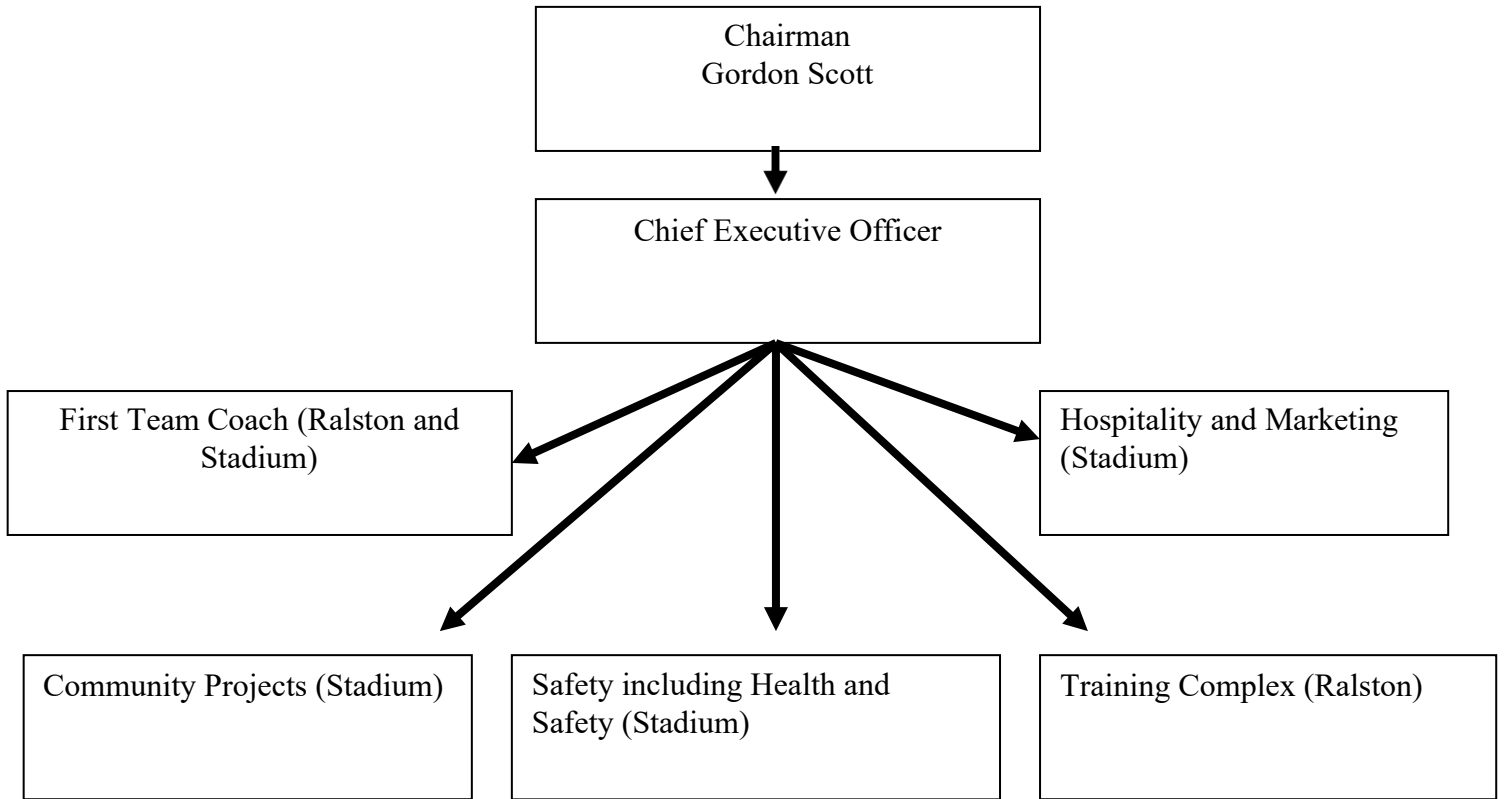 Chairman
Gordon Scott
Chief Executive Officer
First Team Coach (Ralston and
Stadium)
Hospitality and Marketing
(Stadium)
Community Projects (Stadium)
Safety including Health and
Safety (Stadium)
Training Complex (Ralston)